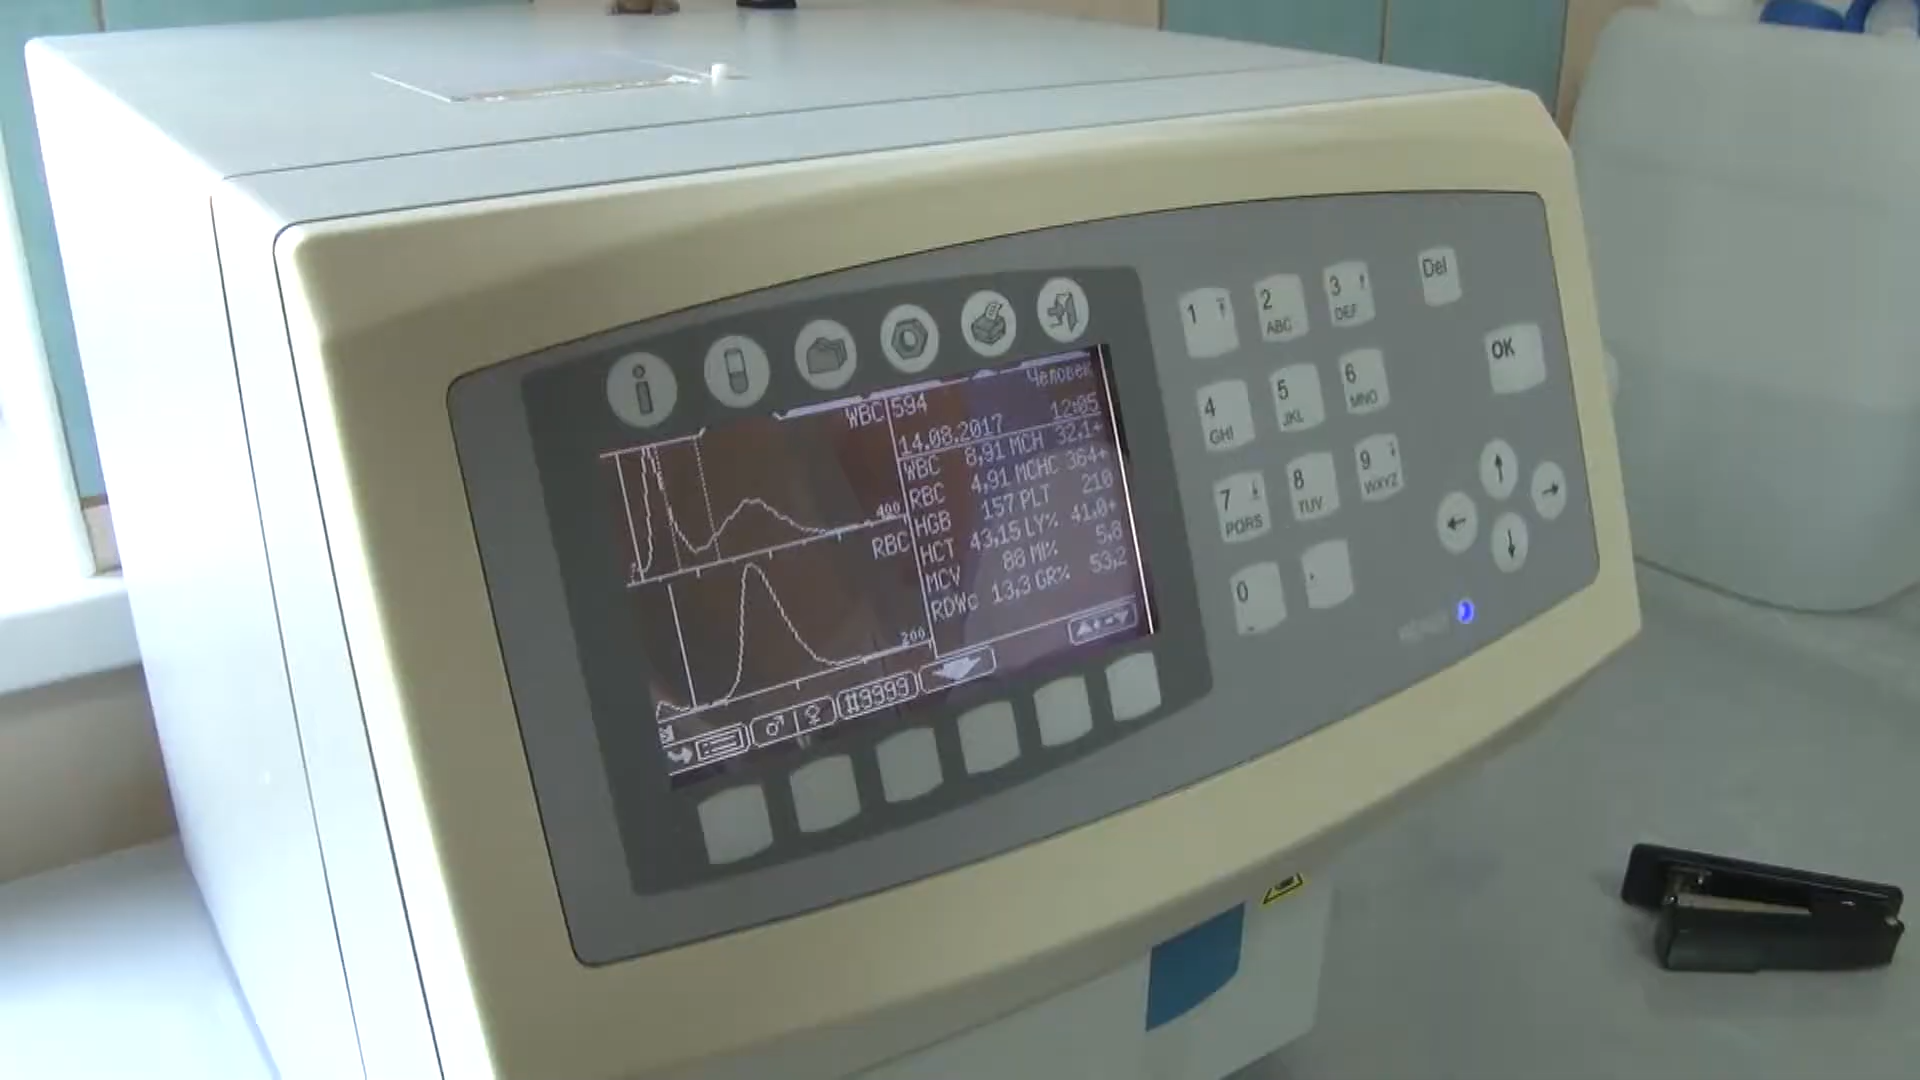 WBC 594 Человек
14.08.2017 12:05
WBC 8,91 MCH 32.1+
RBC 4,91 MCHC 364+
HGB 157 PLT 210
HCT 43,15 LY% 41.0+
MCV 88 MI% 5,8
RDWc 13,3 GR% 53,2
400
RBC
200
♂ ♀
#9999
1
2 ABC
3 DEF
Del
4 GHI
5 JKL
6 MNO
OK
7 PQRS
8 TUV
9 WXYZ
0
.